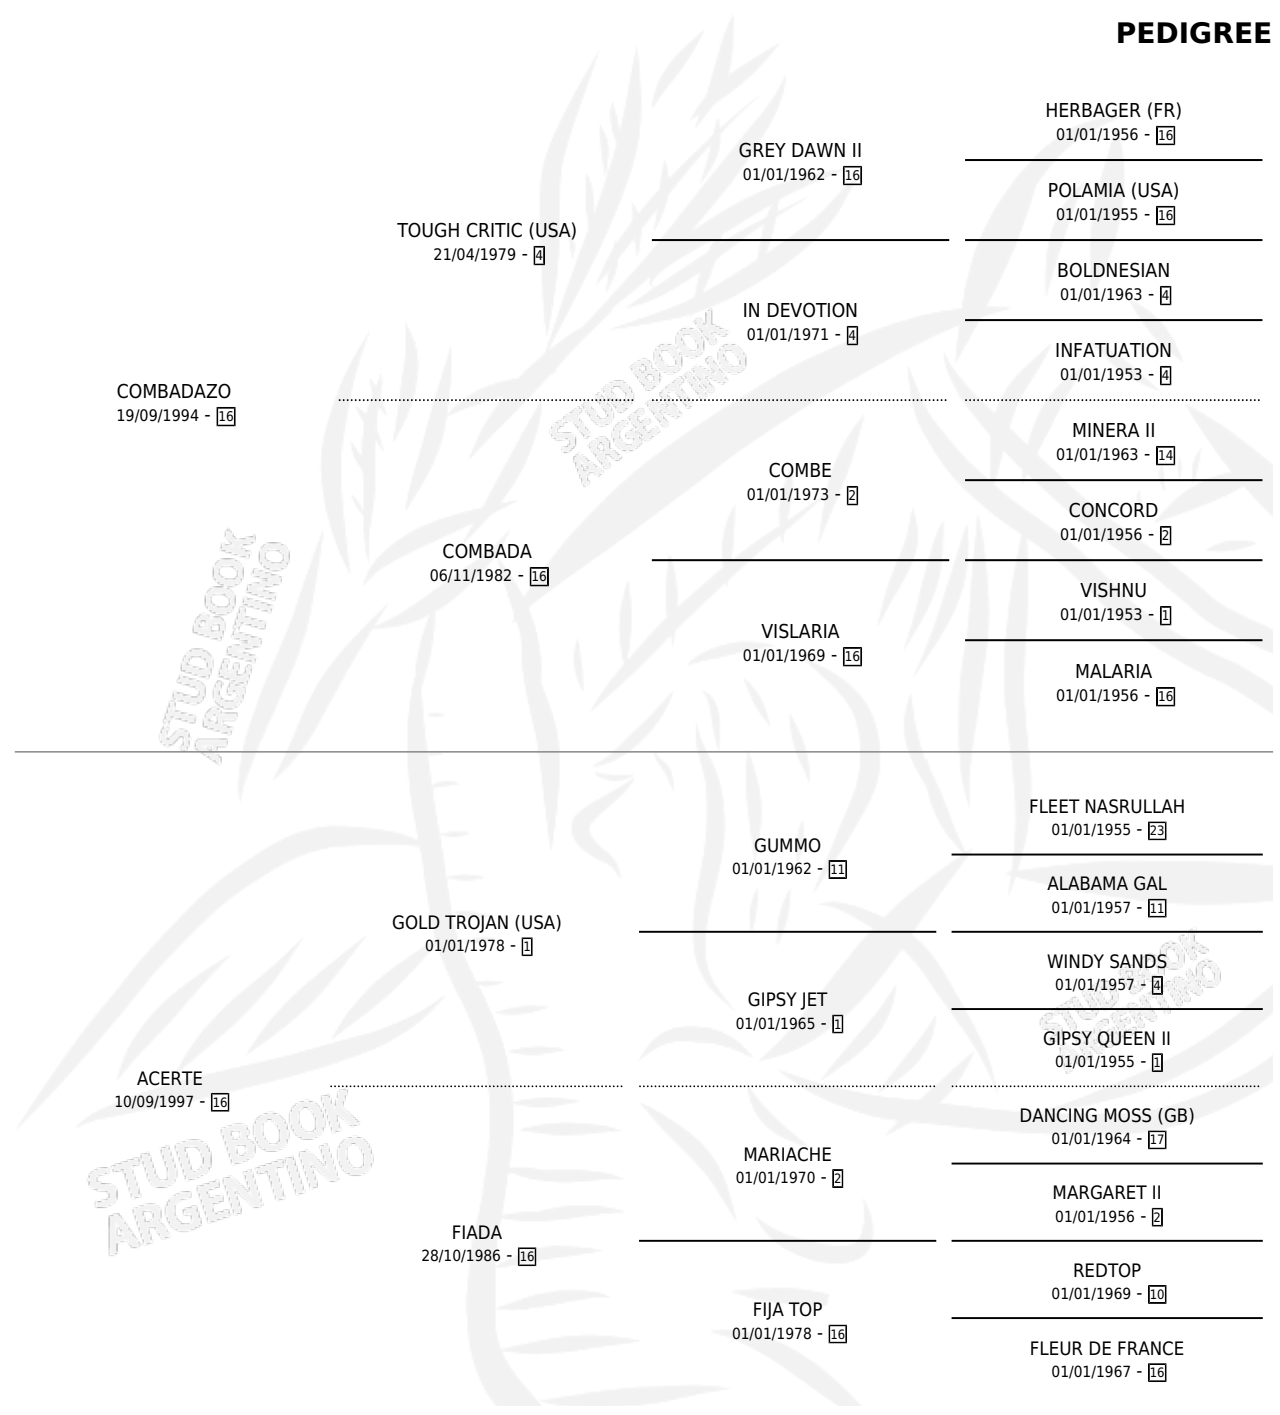 PEDIGREE
HERBAGER (FR)
01/01/1956 - 16
GREY DAWN II
01/01/1962 - 16
POLAMIA (USA)
01/01/1955 - 16
TOUGH CRITIC (USA)
21/04/1979 - 4
BOLDNESIAN
01/01/1963 - 4
IN DEVOTION
01/01/1971 - 4
INFATUATION
01/01/1953 - 4
STUD BOOK
ARGENTINO
COMBADAZO
19/09/1994 - 16
MINERA II
01/01/1963 - 14
COMBE
01/01/1973 - 2
CONCORD
01/01/1956 - 2
COMBADA
06/11/1982 - 16
VISHNU
01/01/1953 - 1
VISLARIA
01/01/1969 - 16
MALARIA
01/01/1956 - 16
STUD BOOK
ARGENTINO
FLEET NASRULLAH
01/01/1955 - 23
GUMMO
01/01/1962 - 11
ALABAMA GAL
01/01/1957 - 11
GOLD TROJAN (USA)
01/01/1978 - 1
WINDY SANDS
01/01/1957 - 4
GIPSY JET
01/01/1965 - 1
STUD BOOK
ARGENTINO
GIPSY QUEEN II
01/01/1955 - 1
ACERTE
10/09/1997 - 16
DANCING MOSS (GB)
01/01/1964 - 17
MARIACHE
01/01/1970 - 2
MARGARET II
01/01/1956 - 2
STUD BOOK
ARGENTINO
FIADA
28/10/1986 - 16
REDTOP
01/01/1969 - 10
FIJA TOP
01/01/1978 - 16
FLEUR DE FRANCE
01/01/1967 - 16